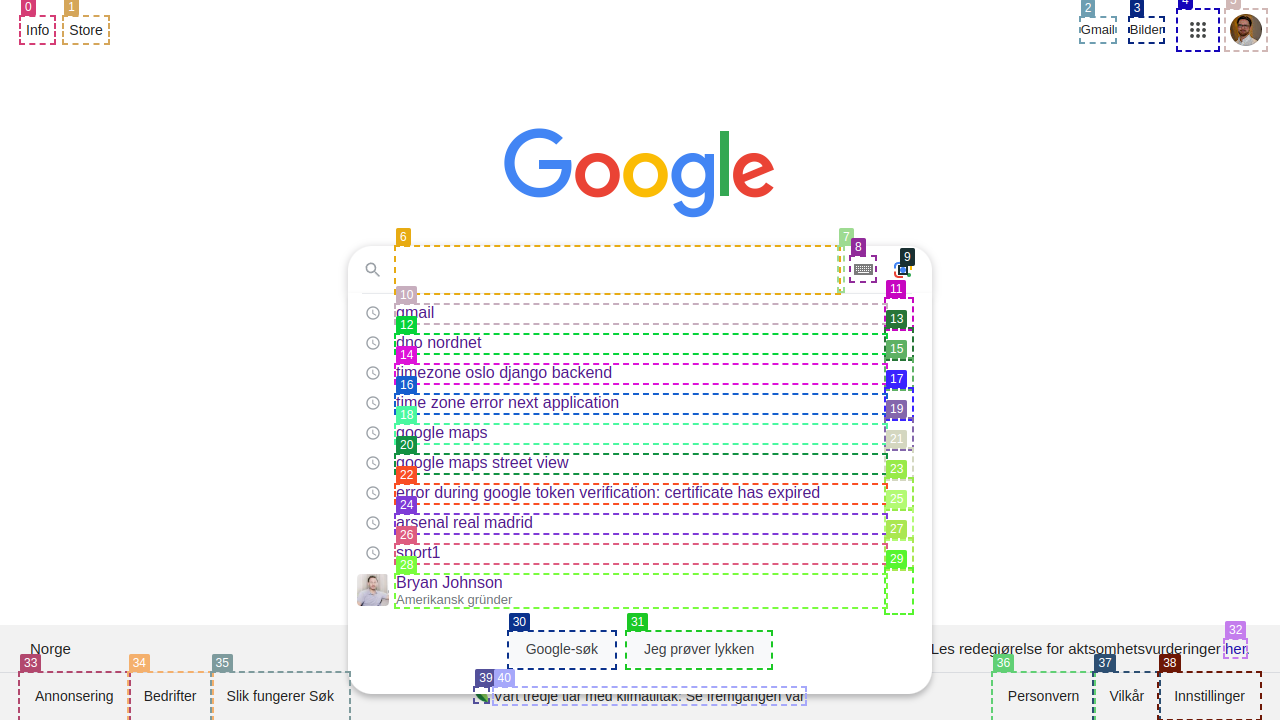 0
1
2
3
4
5
Info
Store
Gmail
Bilder
Google
6
7
8
9
10
11
gmail
12
13
dno nordnet
14
15
timezone oslo django backend
16
17
time zone error next application
18
19
google maps
20
21
google maps street view
22
23
error during google token verification: certificate has expired
24
25
arsenal real madrid
26
27
sport1
28
29
Bryan Johnson
Amerikansk gründer
30
31
Google-søk
Jeg prøver lykken
32
Norge
Les redegjørelse for aktsomhetsvurderinger her.
33
34
35
36
37
38
Annonsering
Bedrifter
Slik fungerer Søk
39
40
Vårt tredje tiår med klimatiltak: Se fremgangen vår
Personvern
Vilkår
Innstillinger